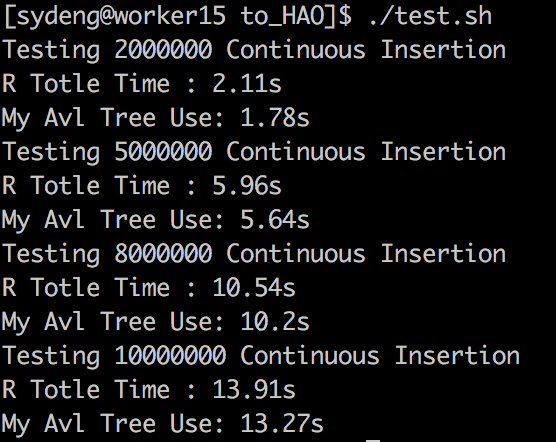 [sydeng@worker15 to_HAO]$ ./test.sh
Testing 2000000 Continuous Insertion
R Totle Time : 2.11s
My Avl Tree Use: 1.78s
Testing 5000000 Continuous Insertion
R Totle Time : 5.96s
My Avl Tree Use: 5.64s
Testing 8000000 Continuous Insertion
R Totle Time : 10.54s
My Avl Tree Use: 10.2s
Testing 10000000 Continuous Insertion
R Totle Time : 13.91s
My Avl Tree Use: 13.27s